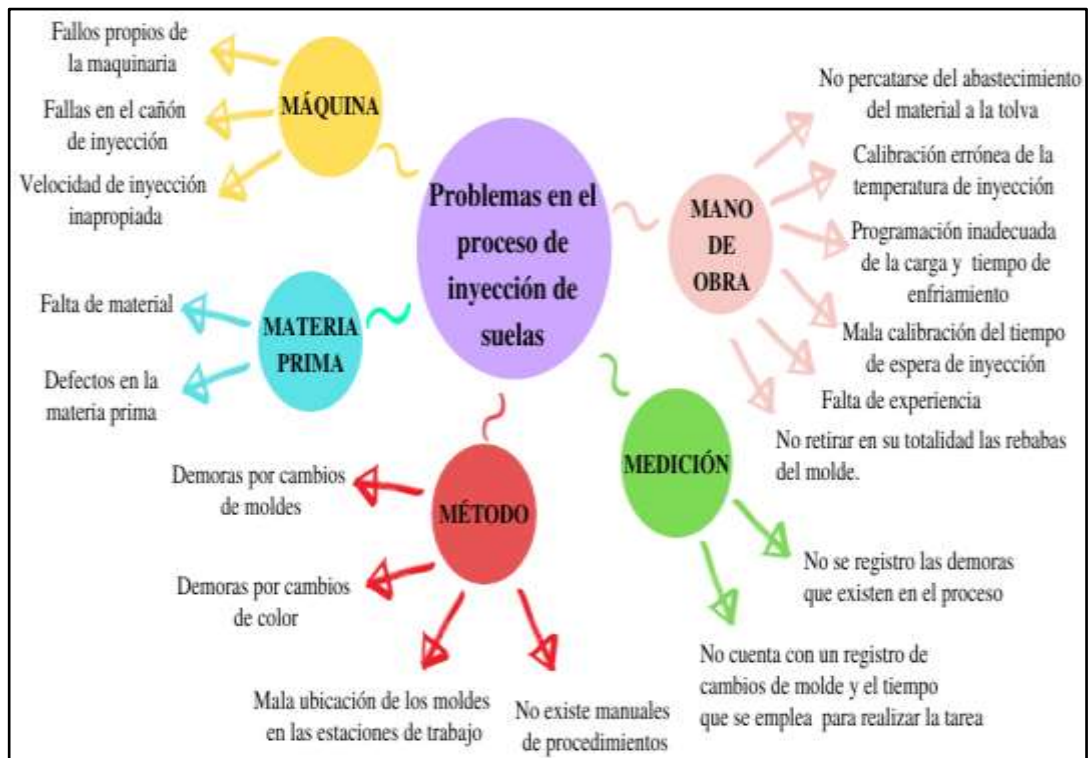 Problemas en el
proceso de
inyección de
suelas
MÁQUINA
Fallos propios de
la maquinaria
Fallas en el cañón
de inyección
Velocidad de inyección
inapropiada
MATERIA
PRIMA
Falta de material
Defectos en la
materia prima
MÉTODO
Demoras por cambios
de moldes
Demoras por cambios
de color
Mala ubicación de los moldes
en las estaciones de trabajo
No existe manuales
de procedimientos
MEDICIÓN
No se registro las demoras
que existen en el proceso
No cuenta con un registro de
cambios de molde y el tiempo
que se emplea para realizar la tarea
MANO
DE
OBRA
No percatarse del abastecimiento
del material a la tolva
Calibración errónea de la
temperatura de inyección
Programación inadecuada
de la carga y tiempo de
enfriamiento
Mala calibración del tiempo
de espera de inyección
Falta de experiencia
No retirar en su totalidad las rebabas
del molde.